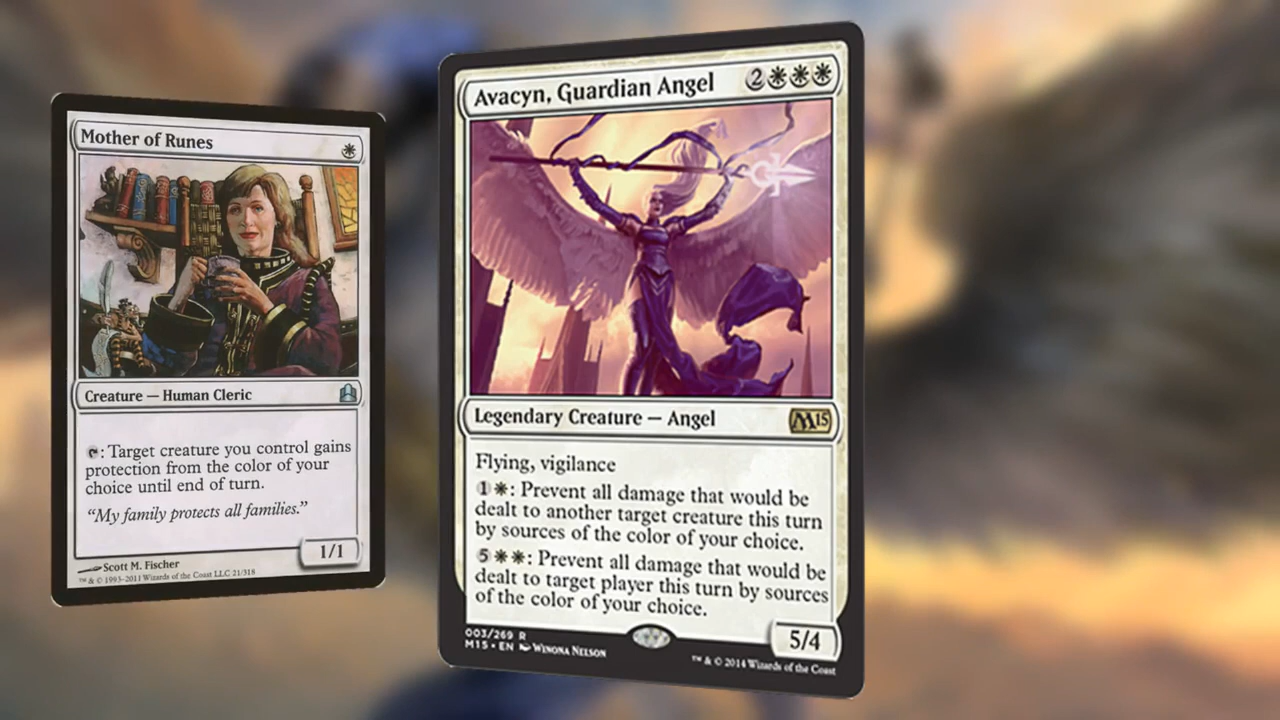 Mother of Runes
Creature — Human Cleric
: Target creature you control gains
protection from the color of your
choice until end of turn.
“My family protects all families.”
1/1
Scott M. Fischer
™ & © 1993–2011 Wizards of the Coast LLC 21/318
Avacyn, Guardian Angel
2
Legendary Creature — Angel
M15
Flying, vigilance
1 : Prevent all damage that would be
dealt to another target creature this turn
by sources of the color of your choice.
5 : Prevent all damage that would be
dealt to target player this turn by sources
of the color of your choice.
5/4
003/269 R
M15 • EN Winona Nelson
™ & © 2014 Wizards of the Coast